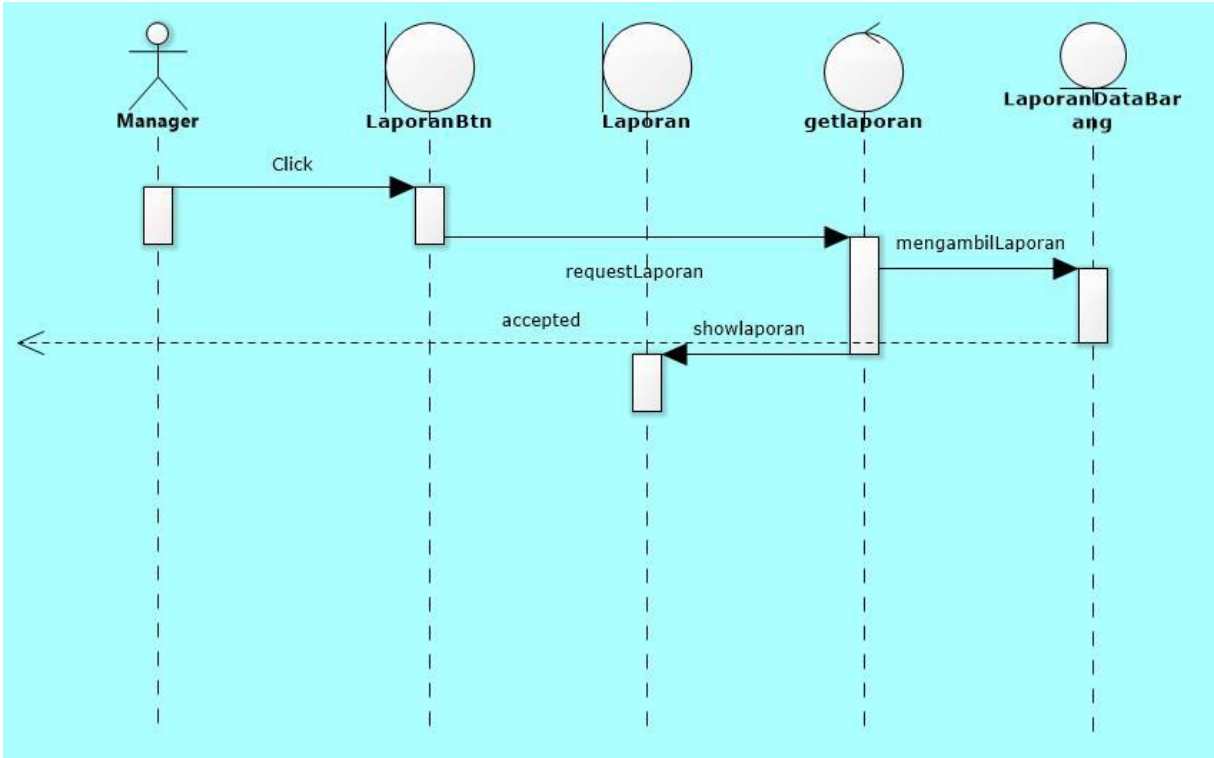 Manager
LaporanBtn
Laporan
getlaporan
LaporanDataBar
ang
Click
requestLaporan
mengambilLaporan
accepted
showlaporan